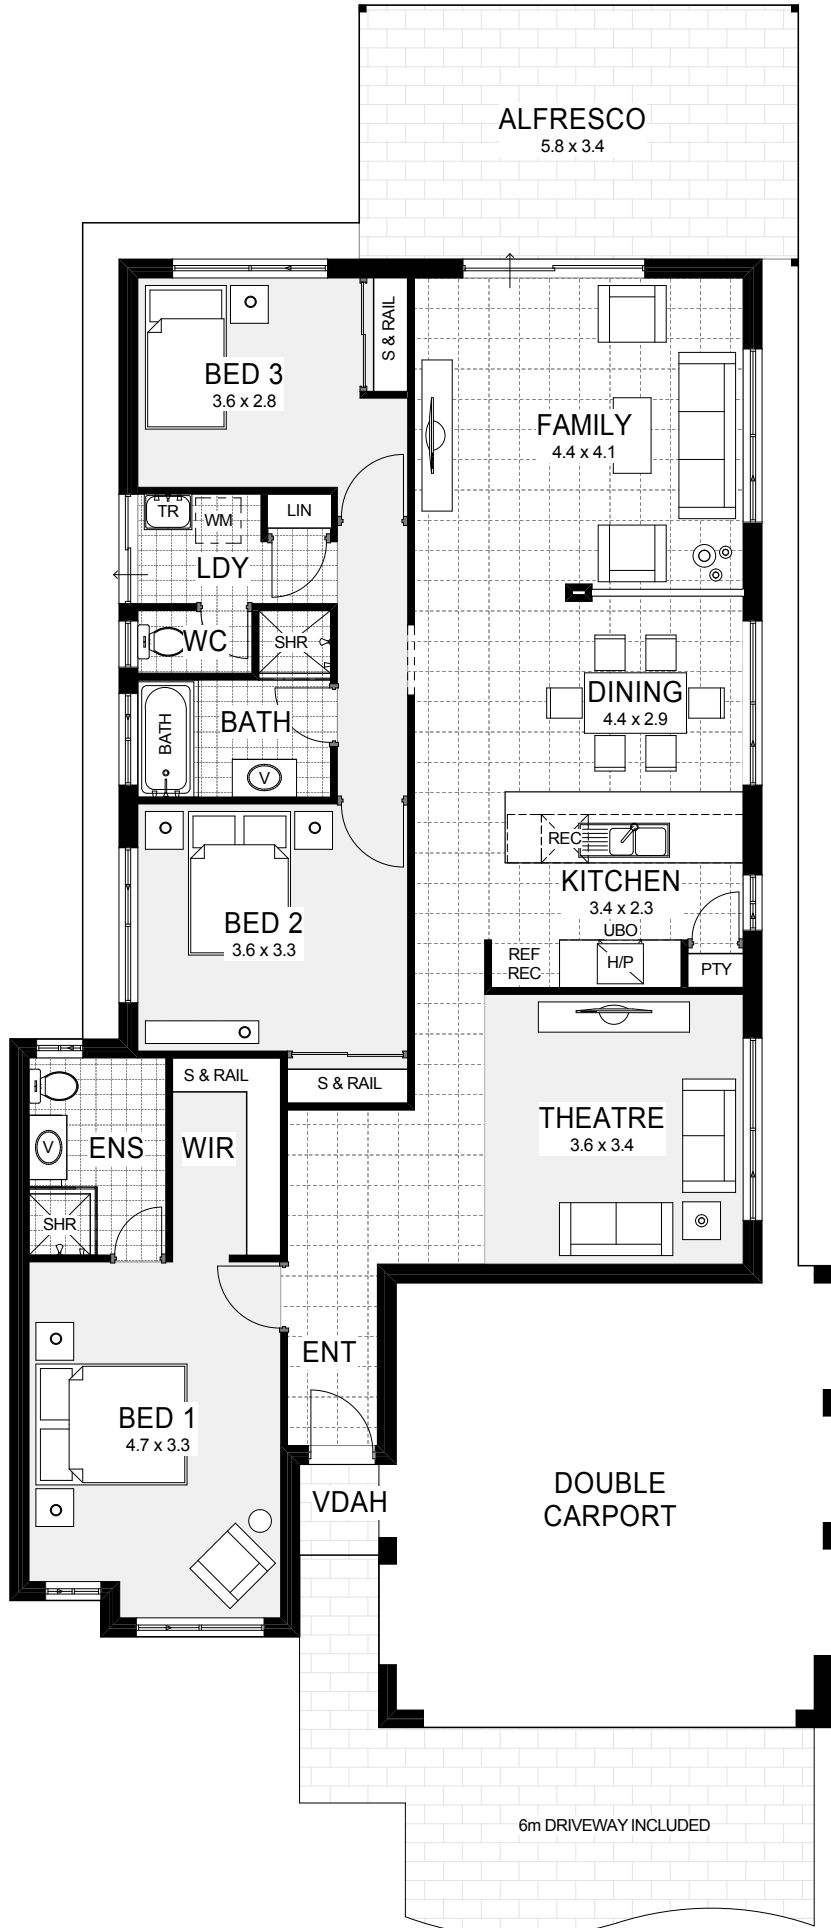 ALFRESCO
5.8 x 3.4
S & RAIL
BED 3
3.6 x 2.8
FAMILY
4.4 x 4.1
TR
WM
LIN
LDY
WC
SHR
BATH
BATH
V
DINING
4.4 x 2.9
REC
KITCHEN
3.4 x 2.3
UBO
REF
REC
H/P
PTY
BED 2
3.6 x 3.3
S & RAIL
S & RAIL
ENS
V
WIR
SHR
THEATRE
3.6 x 3.4
ENT
BED 1
4.7 x 3.3
VDAH
DOUBLE
CARPORT
6m DRIVEWAY INCLUDED